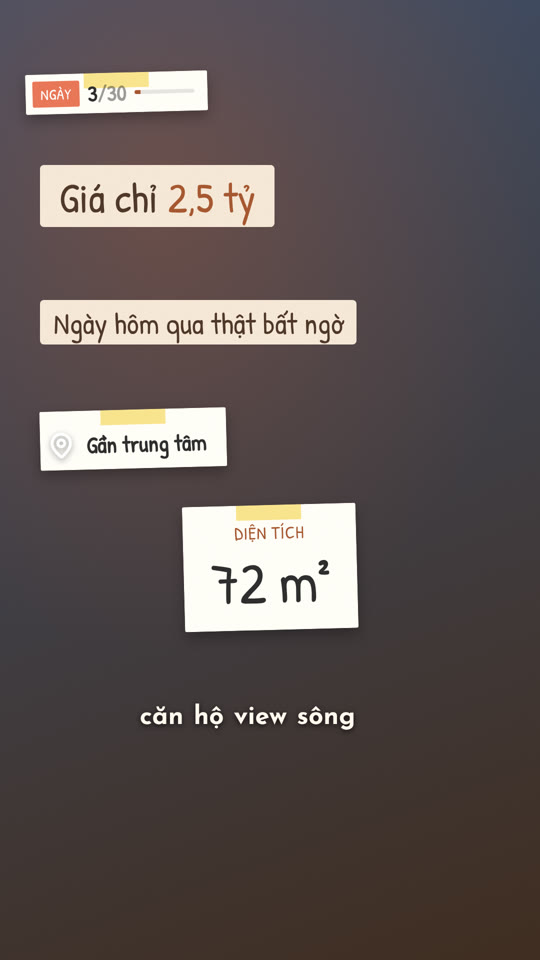 NGÀY 3/30
Giá chỉ 2,5 tỷ
Ngày hôm qua thật bất ngờ
Gần trung tâm
DIỆN TÍCH
72 m²
căn hộ view sông